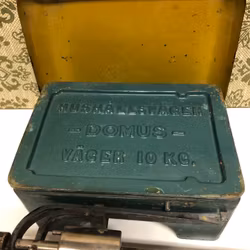 HUSHÅLLSVÅGEN
– DOMUS –
VÄGER 10 KG.